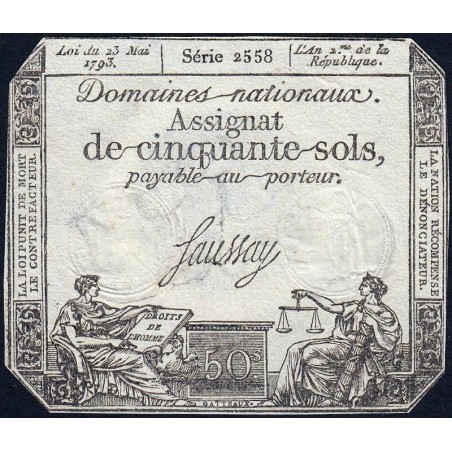 Loi du 23 Mai
1793.
Série 2558
L'An 2.me de la
République.
Domaines nationaux.
Assignat
de cinquante sols,
payable au porteur.
LA LOI PUNIT DE MORT
LE CONTREFACTEUR.
LA NATION RÉCOMPENSE
LE DÉNONCIATEUR.
Saussay
DROITS
DE
L'HOMME
50s
GATTEAUX